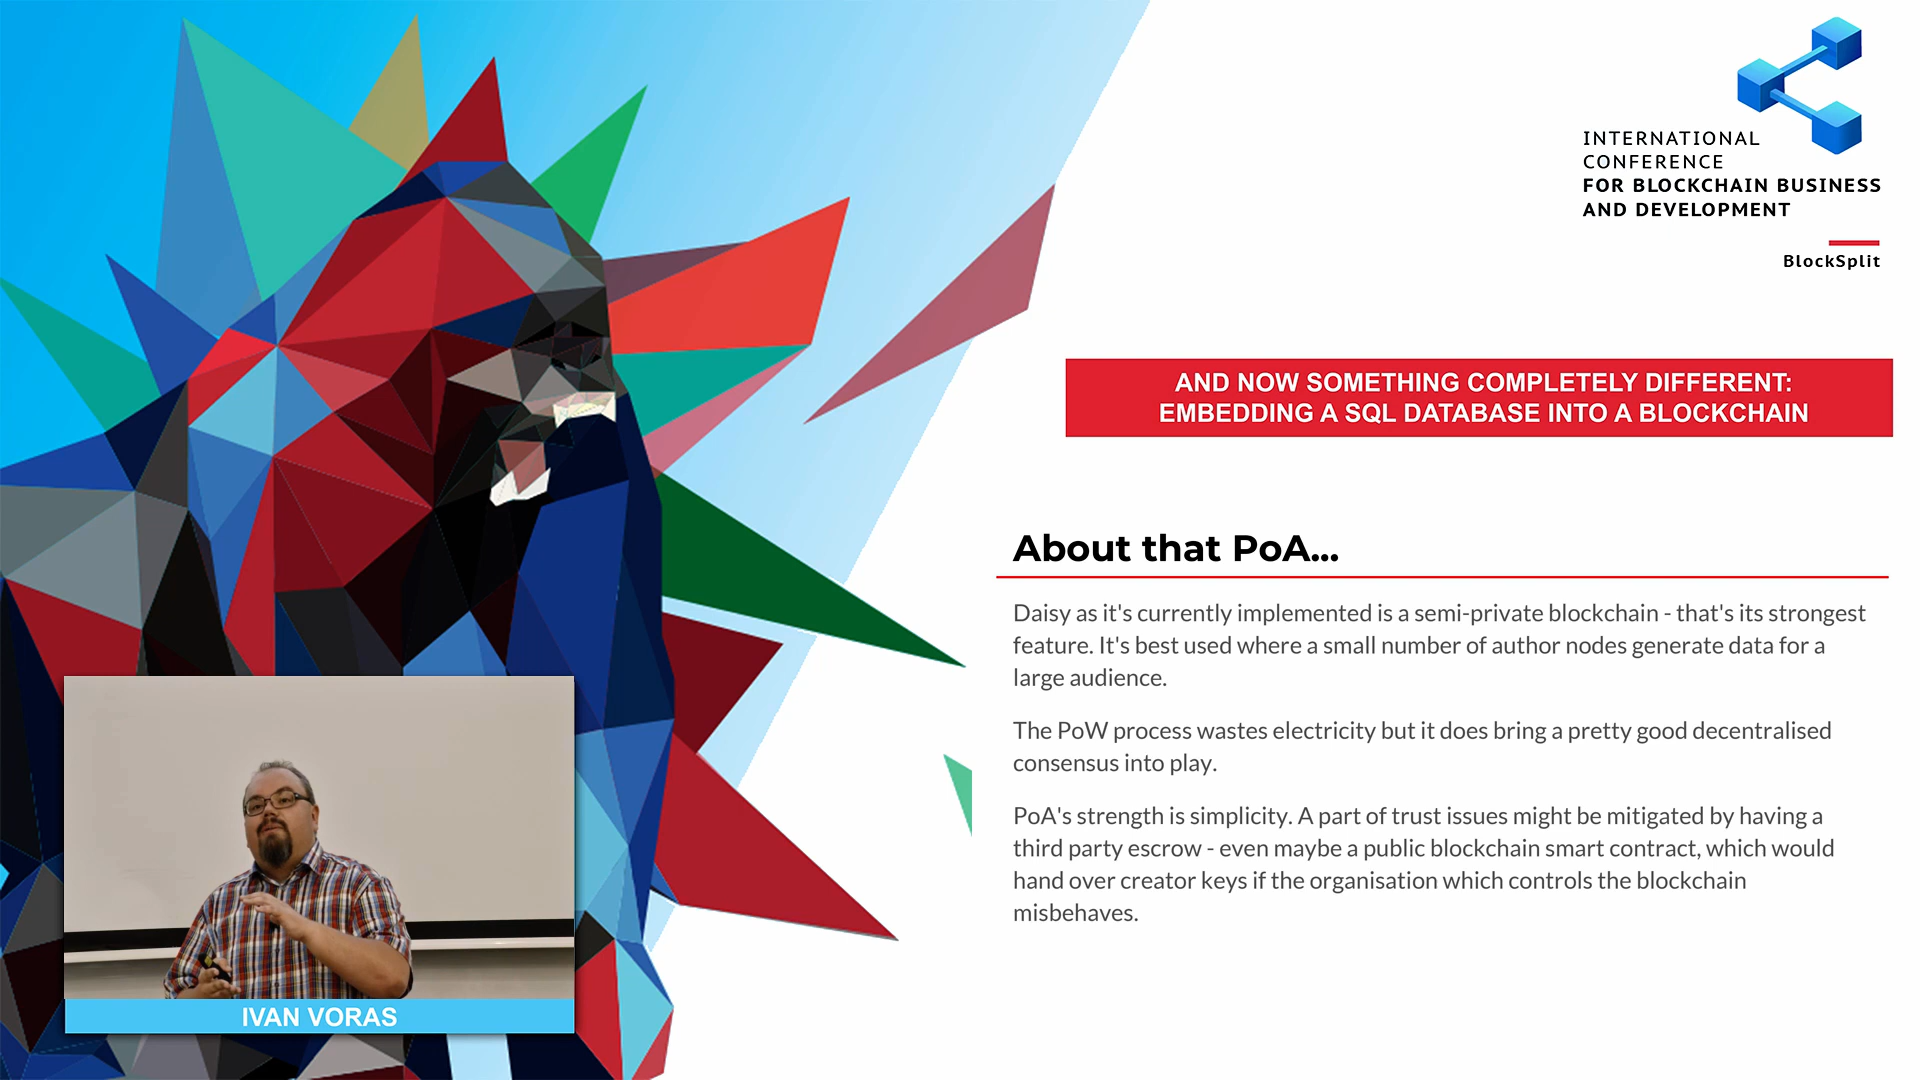 INTERNATIONAL
CONFERENCE
FOR BLOCKCHAIN BUSINESS
AND DEVELOPMENT
BlockSplit
AND NOW SOMETHING COMPLETELY DIFFERENT:
EMBEDDING A SQL DATABASE INTO A BLOCKCHAIN
About that PoA...
Daisy as it's currently implemented is a semi-private blockchain - that's its strongest
feature. It's best used where a small number of author nodes generate data for a
large audience.
The PoW process wastes electricity but it does bring a pretty good decentralised
consensus into play.
PoA's strength is simplicity. A part of trust issues might be mitigated by having a
third party escrow - even maybe a public blockchain smart contract, which would
hand over creator keys if the organisation which controls the blockchain
misbehaves.
IVAN VORAS